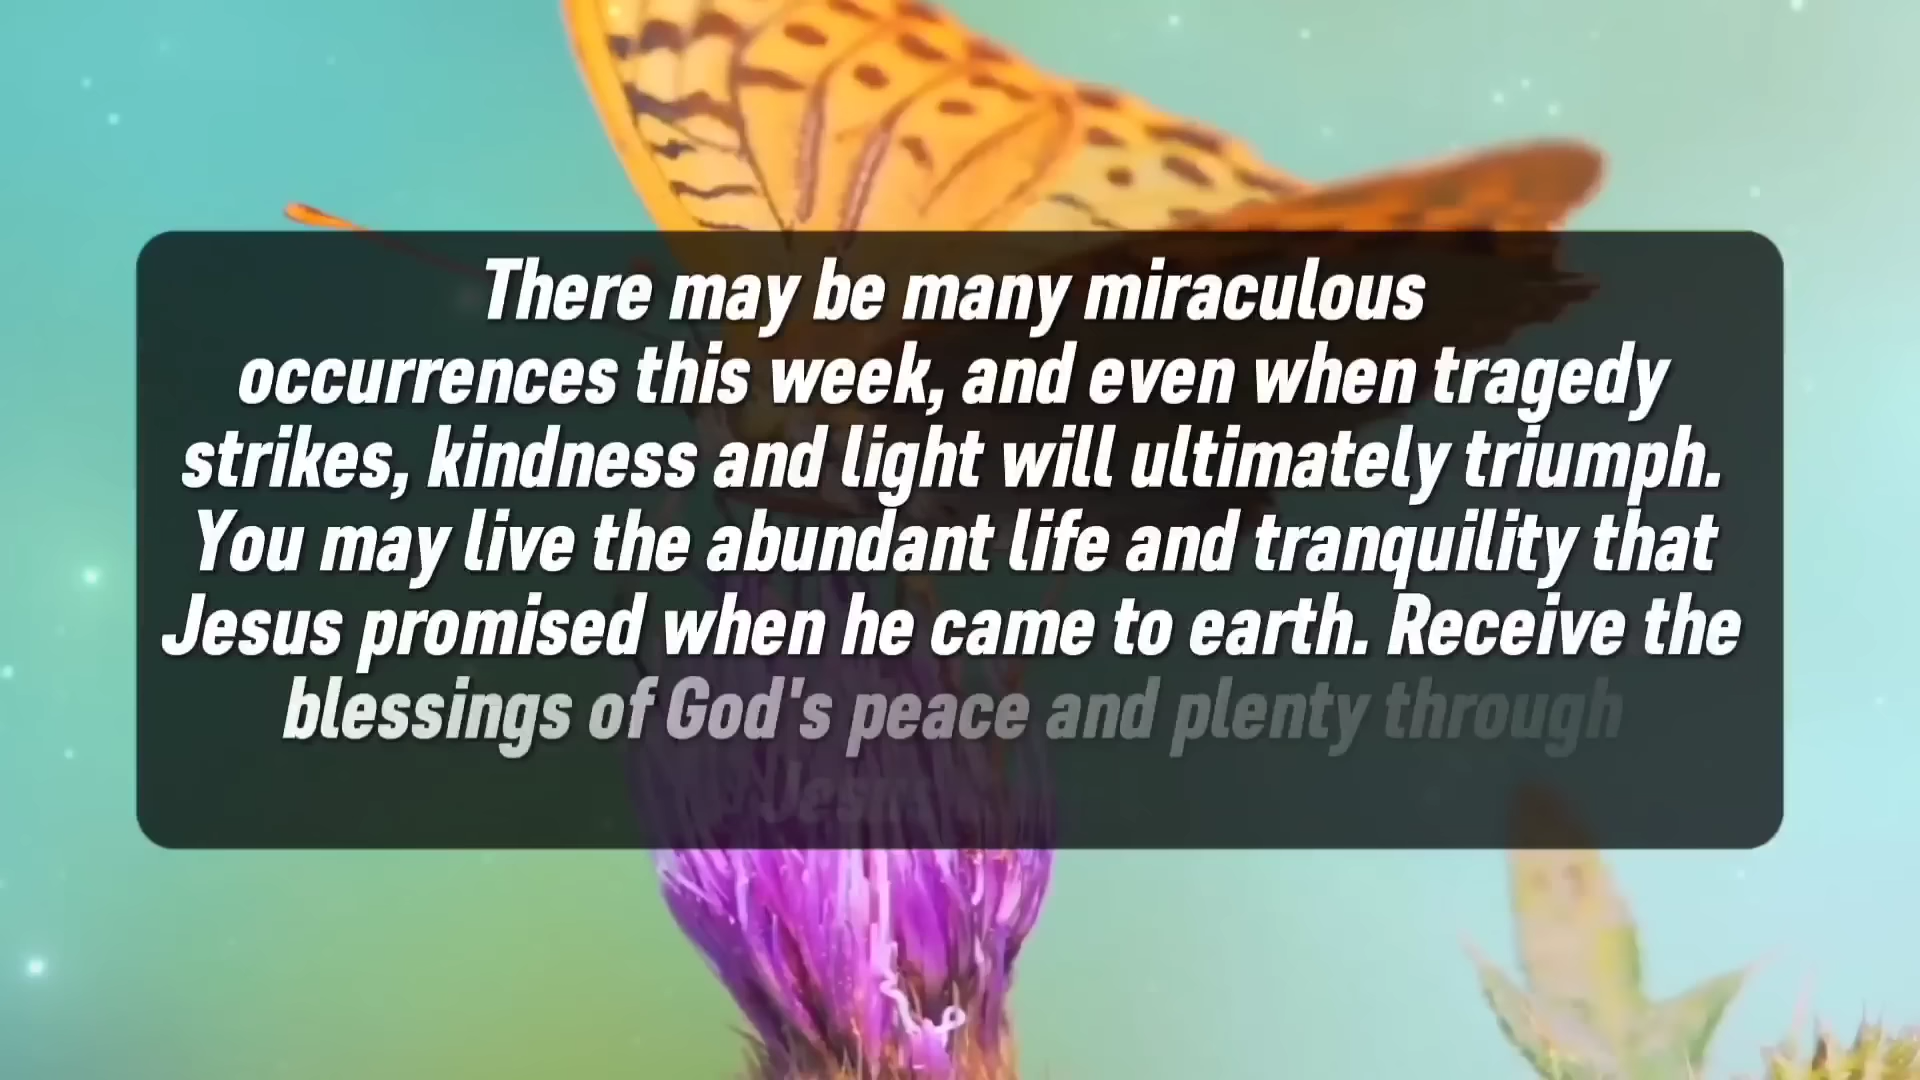 There may be many miraculous
occurrences this week, and even when tragedy
strikes, kindness and light will ultimately triumph.
You may live the abundant life and tranquility that
Jesus promised when he came to earth. Receive the
blessings of God's peace and plenty through
Jesus